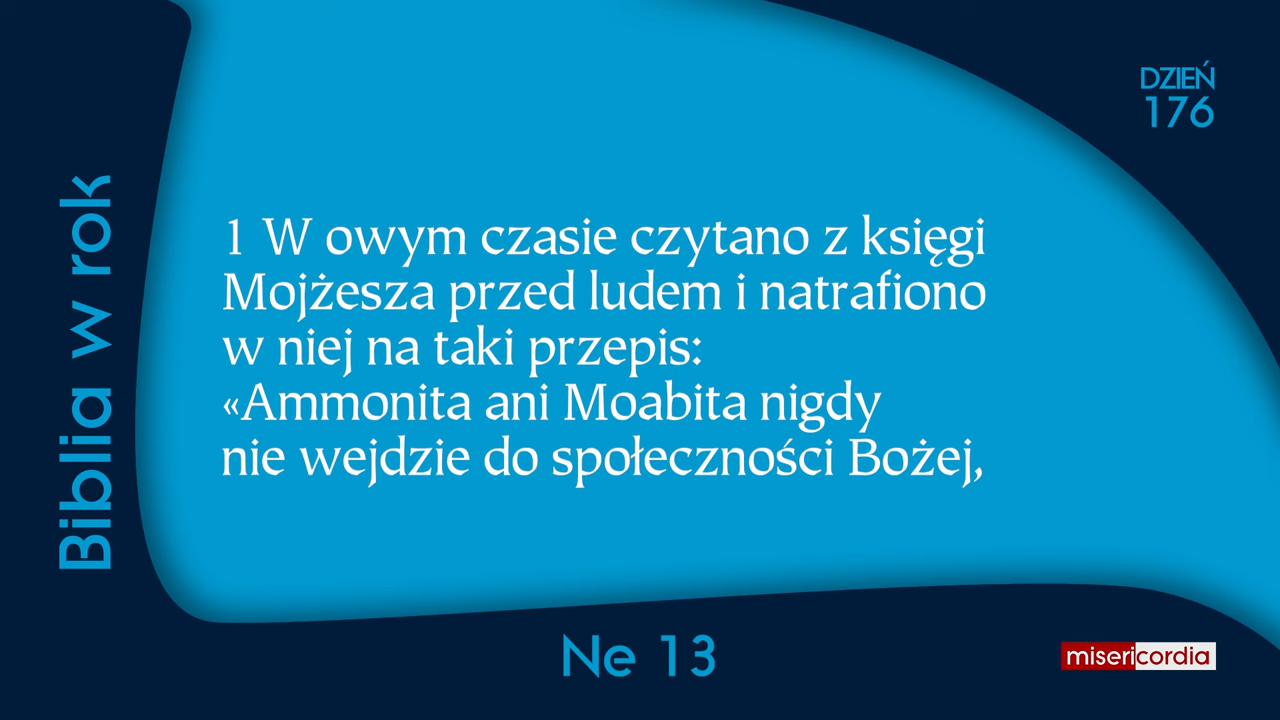 DZIEŃ
176
Biblia w rok
1 W owym czasie czytano z księgi
Mojżesza przed ludem i natrafiono
w niej na taki przepis:
«Ammonita ani Moabita nigdy
nie wejdzie do społeczności Bożej,
Ne 13
misericordia